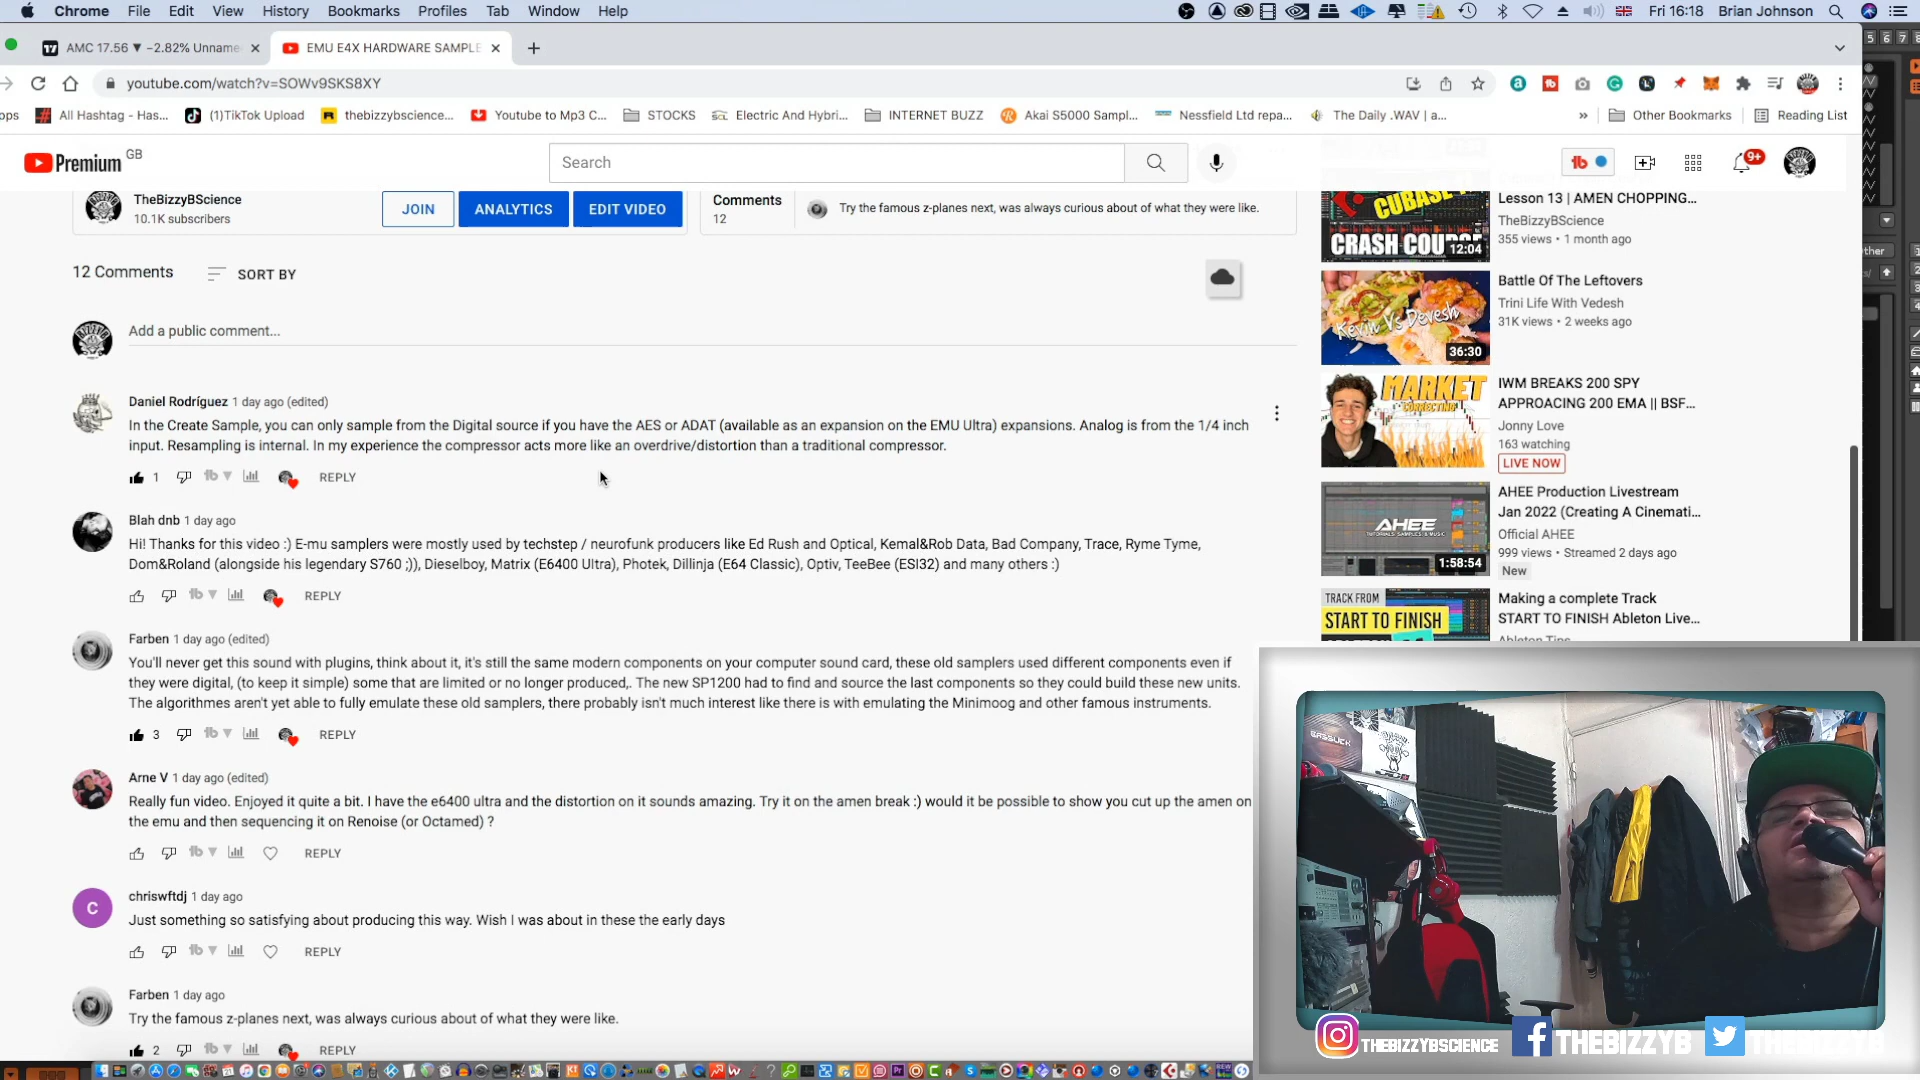 Chrome File Edit View History Bookmarks Profiles Tab Window Help
Fri 16:18 Brian Johnson
AMC 17.56 ▼ −2.82% Unname
EMU E4X HARDWARE SAMPLE
youtube.com/watch?v=SOWv9SKS8XY
ops All Hashtag - Has... (1)TikTok Upload thebizzybscience... Youtube to Mp3 C... STOCKS Electric And Hybri... INTERNET BUZZ Akai S5000 Sampl... Nessfield Ltd repa... The Daily .WAV | a... » Other Bookmarks Reading List
Premium GB
Search
9+
TheBizzyBScience
10.1K subscribers
JOIN ANALYTICS EDIT VIDEO
Comments
12
Try the famous z-planes next, was always curious about of what they were like.
12 Comments SORT BY
Add a public comment...
Daniel Rodríguez 1 day ago (edited)
In the Create Sample, you can only sample from the Digital source if you have the AES or ADAT (available as an expansion on the EMU Ultra) expansions. Analog is from the 1/4 inch
input. Resampling is internal. In my experience the compressor acts more like an overdrive/distortion than a traditional compressor.
1 REPLY
Blah dnb 1 day ago
Hi! Thanks for this video :) E-mu samplers were mostly used by techstep / neurofunk producers like Ed Rush and Optical, Kemal&Rob Data, Bad Company, Trace, Ryme Tyme,
Dom&Roland (alongside his legendary S760 ;)), Dieselboy, Matrix (E6400 Ultra), Photek, Dillinja (E64 Classic), Optiv, TeeBee (ESI32) and many others :)
REPLY
Farben 1 day ago (edited)
You'll never get this sound with plugins, think about it, it's still the same modern components on your computer sound card, these old samplers used different components even if
they were digital, (to keep it simple) some that are limited or no longer produced,. The new SP1200 had to find and source the last components so they could build these new units.
The algorithmes aren't yet able to fully emulate these old samplers, there probably isn't much interest like there is with emulating the Minimoog and other famous instruments.
3 REPLY
Arne V 1 day ago (edited)
Really fun video. Enjoyed it quite a bit. I have the e6400 ultra and the distortion on it sounds amazing. Try it on the amen break :) would it be possible to show you cut up the amen on
the emu and then sequencing it on Renoise (or Octamed) ?
REPLY
C
chriswftdj 1 day ago
Just something so satisfying about producing this way. Wish I was about in these the early days
REPLY
Farben 1 day ago
Try the famous z-planes next, was always curious about of what they were like.
2 REPLY
CUBASE
CRASH COURSE
12:04
Lesson 13 | AMEN CHOPPING...
TheBizzyBScience
355 views • 1 month ago
Kevin Vs Devesh
36:30
Battle Of The Leftovers
Trini Life With Vedesh
31K views • 2 weeks ago
MARKET
CORRECTING
IWM BREAKS 200 SPY
APPROACING 200 EMA || BSF...
Jonny Love
163 watching
LIVE NOW
AHEE
1:58:54
AHEE Production Livestream
Jan 2022 (Creating A Cinemati...
Official AHEE
999 views • Streamed 2 days ago
New
TRACK FROM
START TO FINISH
Making a complete Track
START TO FINISH Ableton Live...
Ableton Tips
THEBIZZYBSCIENCE THEBIZZYB THEBIZZYB